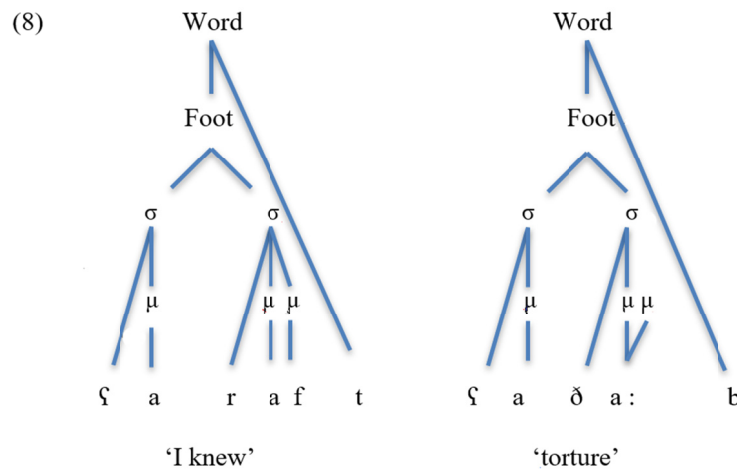 (8) Word Word
Foot Foot
σ σ σ σ
μ μ μ μ μ μ
ʕ a r a f t ʕ a ð a : b
‘I knew’ ‘torture’